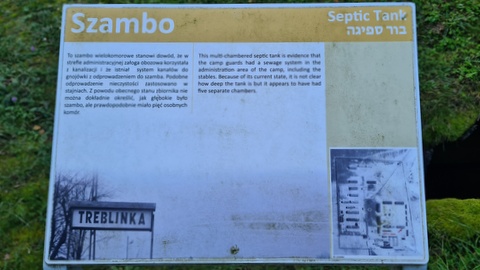 Szambo
Septic Tank
בור ספיגה
To szambo wielokomorowe stanowi dowód, że w
strefie administracyjnej załoga obozowa korzystała
z kanalizacji i że istniał system kanałów do
gnojówki z odprowadzeniem do szamba. Podobne
odprowadzenie nieczystości zastosowano w
stajniach. Z powodu obecnego stanu zbiornika nie
można dokładnie określić, jak głębokie było
szambo, ale prawdopodobnie miało pięć osobnych
komór.
This multi-chambered septic tank is evidence that
the camp guards had a sewage system in the
administration area of the camp, including the
stables. Because of its current state, it is not clear
how deep the tank is but it appears to have had
five separate chambers.
TREBLINKA